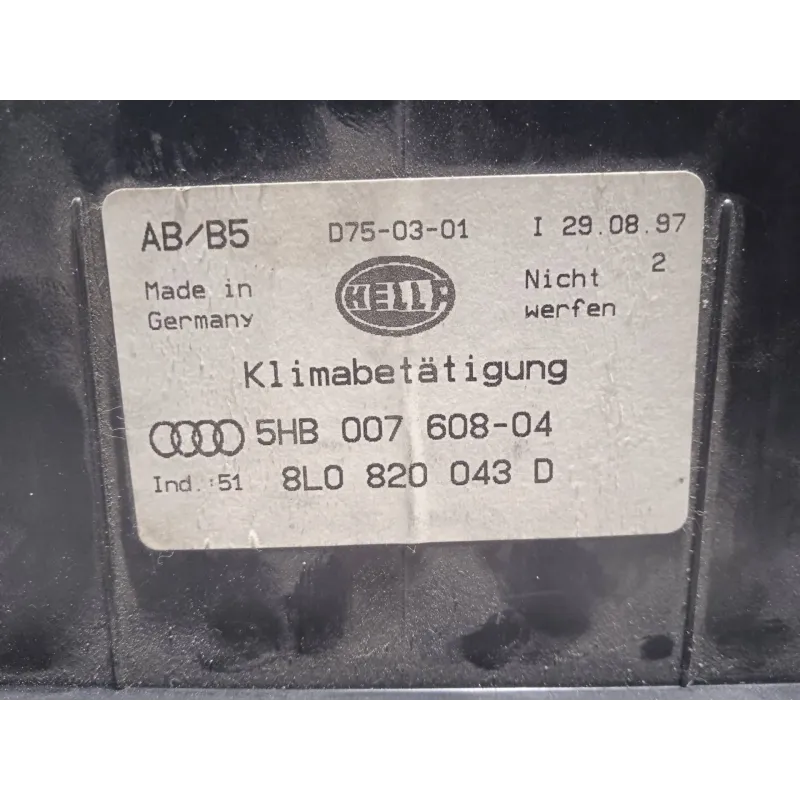 AB/B5 D75-03-01 I 29.08.97
Made in Germany
HELLA
Nicht 2
werfen
Klimabetätigung
5HB 007 608-04
Ind.:51 8L0 820 043 D